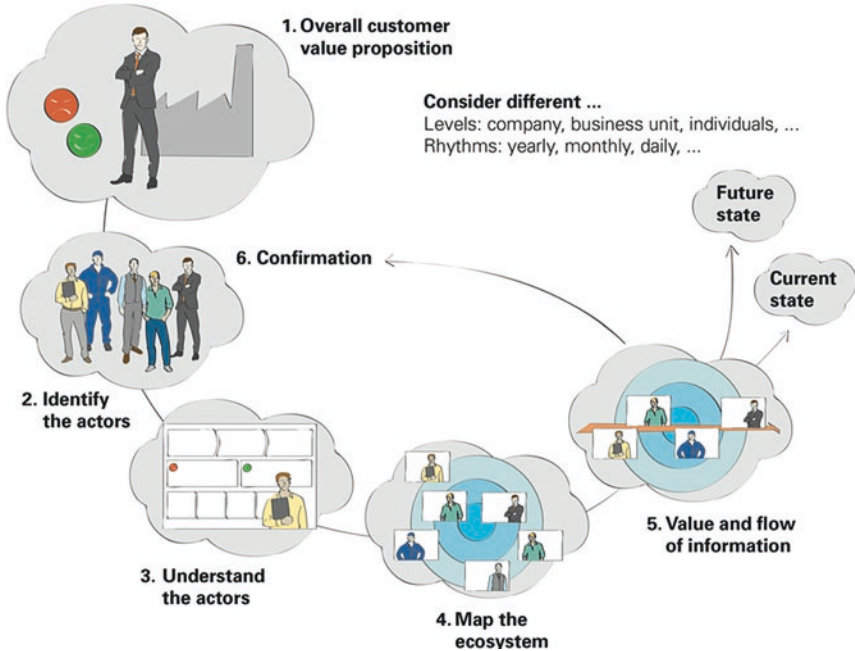 1. Overall customer
value proposition
Consider different ...
Levels: company, business unit, individuals, ...
Rhythms: yearly, monthly, daily, ...
Future
state
Current
state
6. Confirmation
2. Identify
the actors
5. Value and flow
of information
3. Understand
the actors
4. Map the
ecosystem